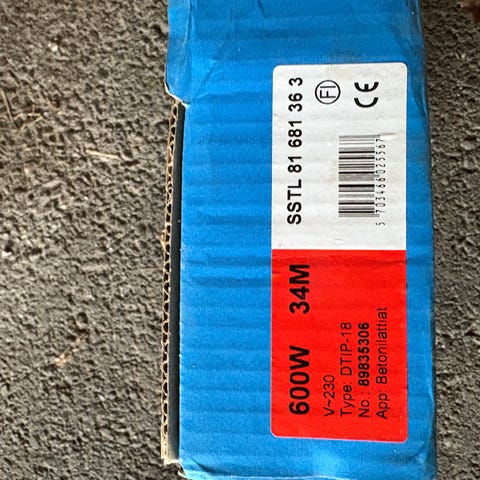 600W 34M
V~230
Type: DTIP-18
No.: 89835306
App: Betonilattiat
SSTL 81 681 36 3
FI
CE
5 703466 025567